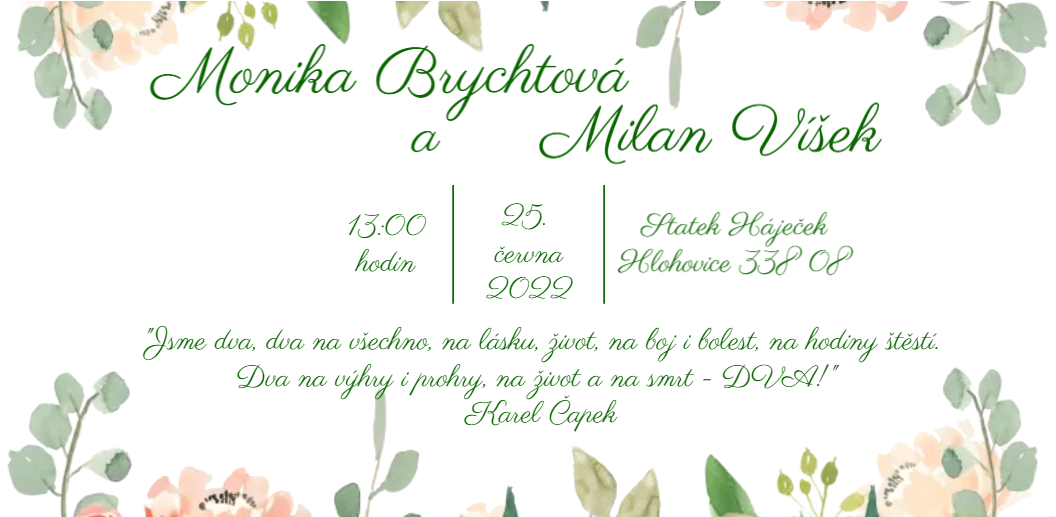 Monika Brychtová
a Milan Víšek
13:00
hodin
25.
června
2022
Statek Háječek
Hlohovice 338 08
"Jsme dva, dva na všechno, na lásku, život, na boj i bolest, na hodiny štěstí.
Dva na výhry i prohry, na život a na smrt - DVA!"
Karel Čapek